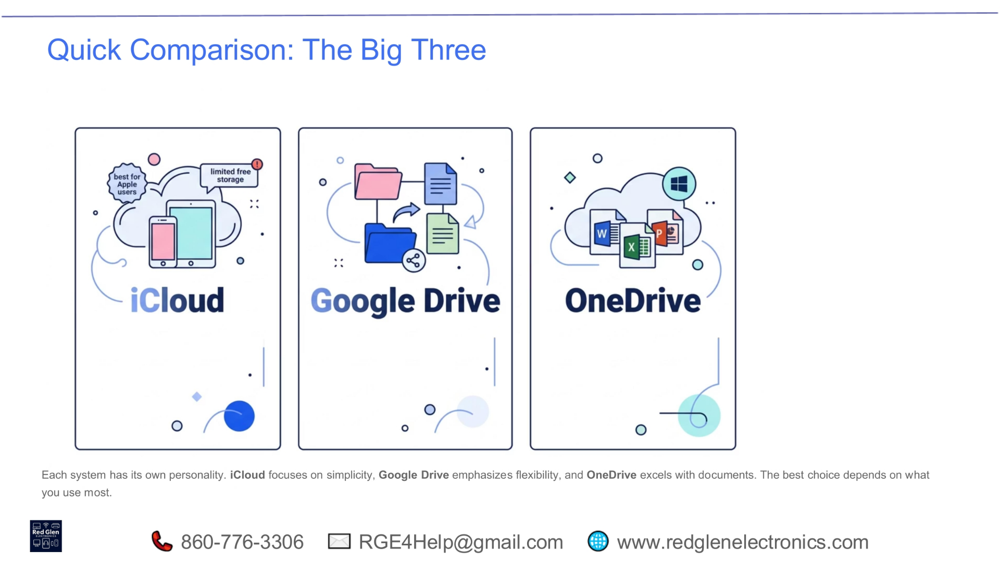 Quick Comparison: The Big Three
best for
Apple
users
limited free
storage
!
iCloud
Google Drive
W
X
P
OneDrive
Each system has its own personality. iCloud focuses on simplicity, Google Drive emphasizes flexibility, and OneDrive excels with documents. The best choice depends on what
you use most.
Red Glen
ELECTRONICS
860-776-3306
RGE4Help@gmail.com
www.redglenelectronics.com